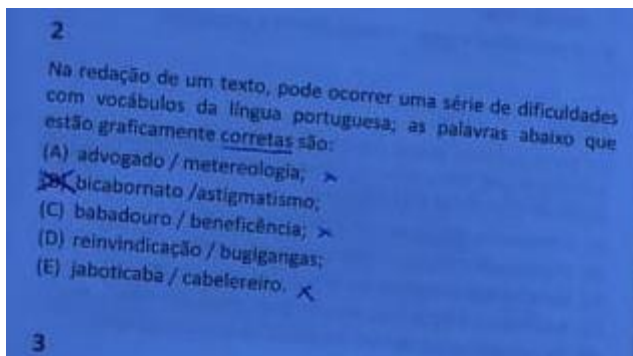 2
Na redação de um texto, pode ocorrer uma série de dificuldades
com vocábulos da língua portuguesa; as palavras abaixo que
estão graficamente corretas são:
(A) advogado / metereologia;
(B) bicabornato /astigmatismo;
(C) babadouro / beneficência;
(D) reinvindicação / bugigangas;
(E) jaboticaba / cabelereiro.
3